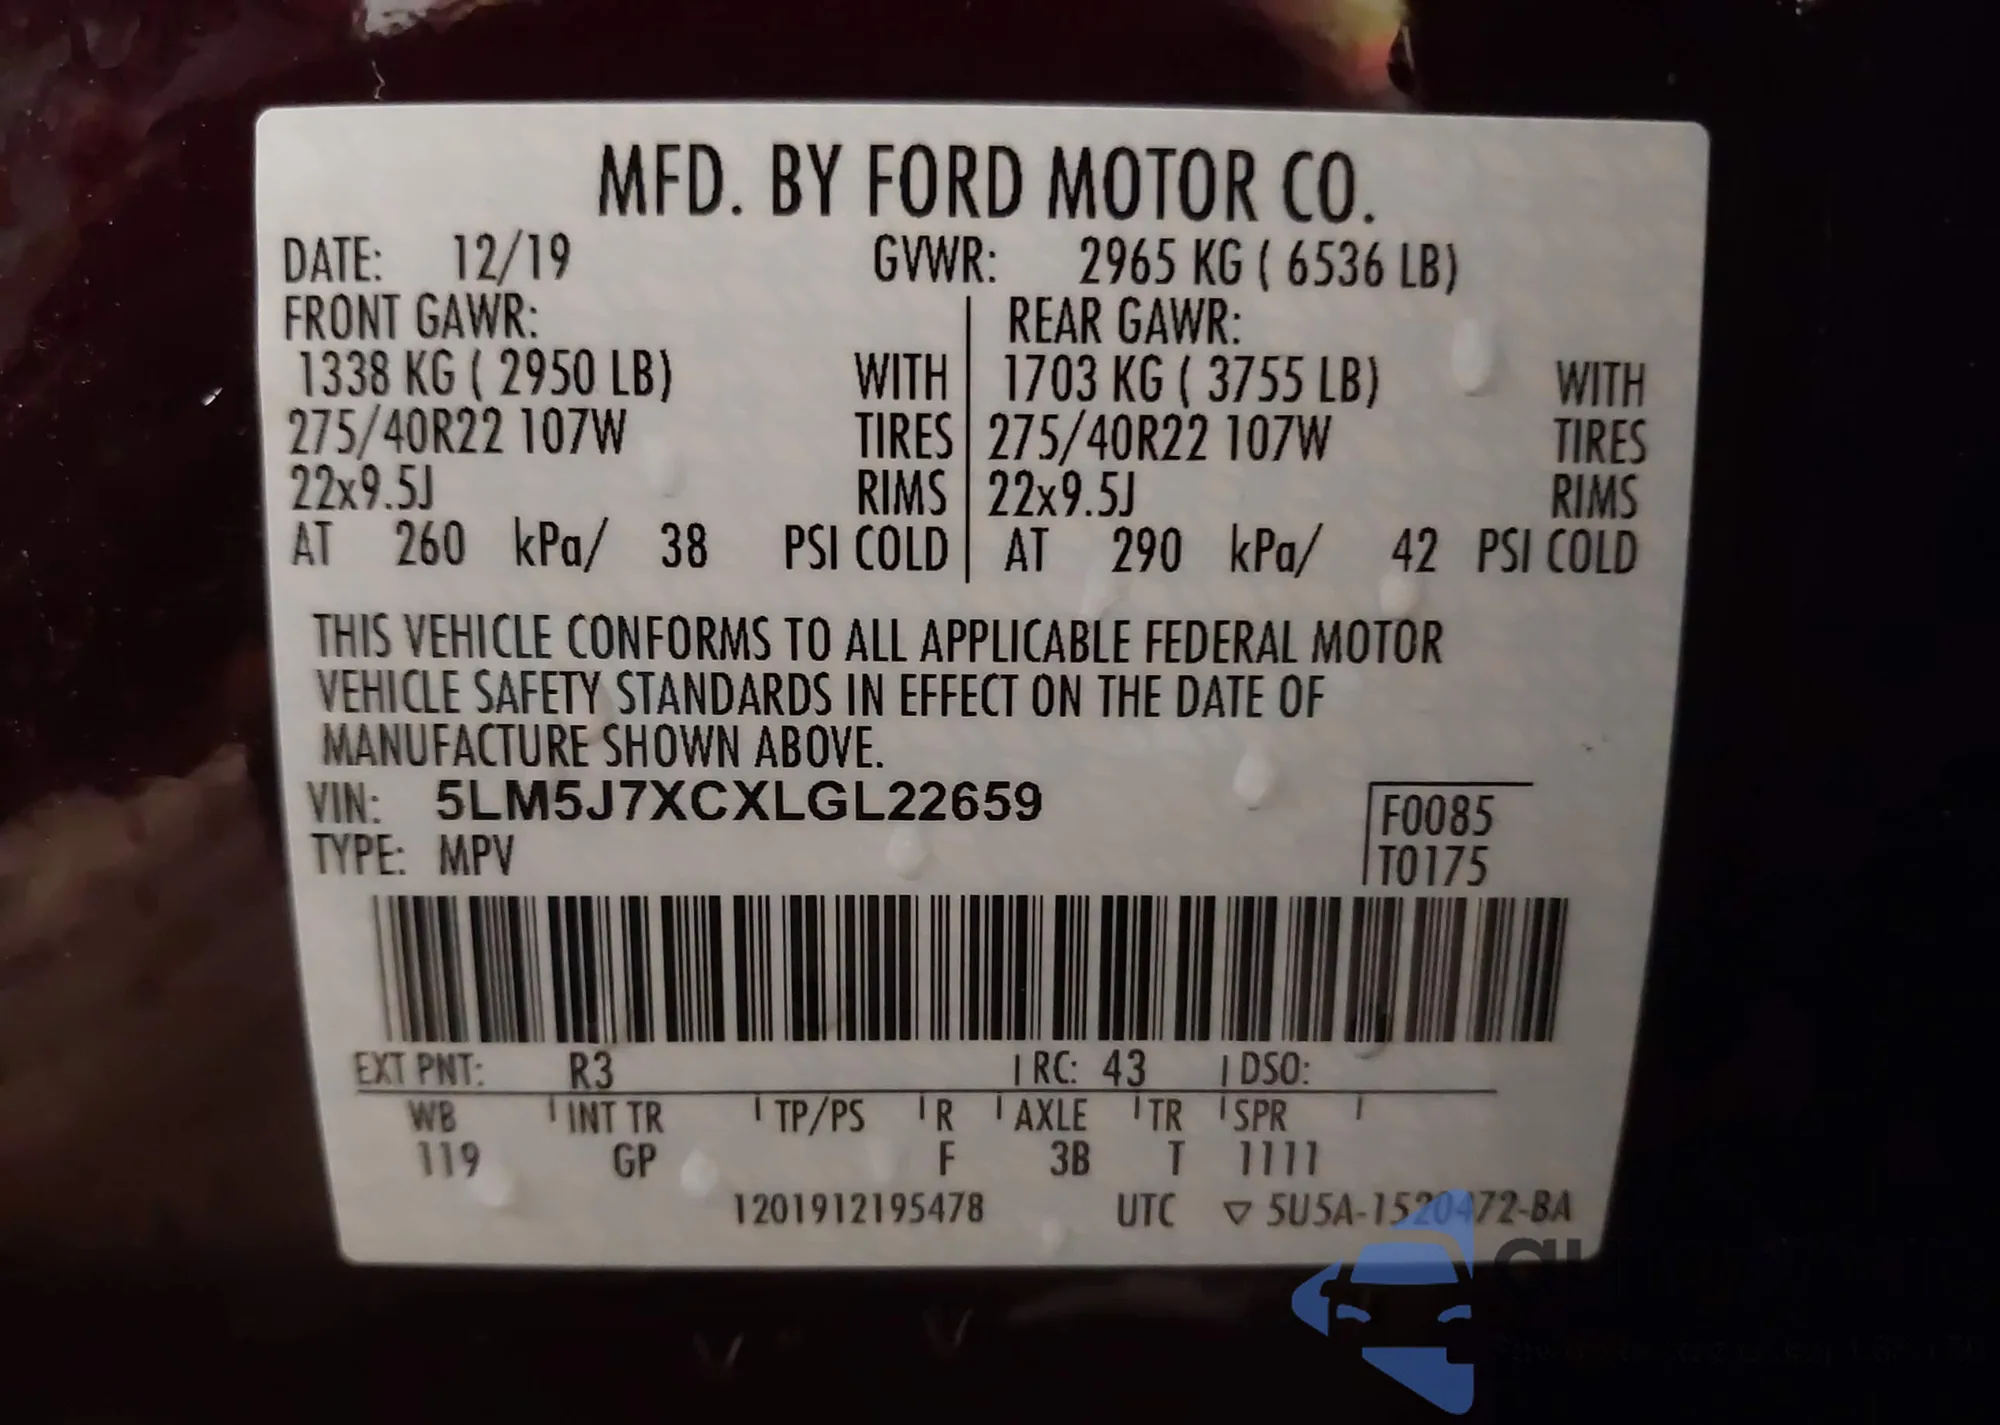 MFD. BY FORD MOTOR CO.
DATE: 12/19 GVWR: 2965 KG ( 6536 LB)
FRONT GAWR: REAR GAWR:
1338 KG ( 2950 LB) WITH 1703 KG ( 3755 LB) WITH
275/40R22 107W TIRES 275/40R22 107W TIRES
22x9.5J RIMS 22x9.5J RIMS
AT 260 kPa/ 38 PSI COLD AT 290 kPa/ 42 PSI COLD
THIS VEHICLE CONFORMS TO ALL APPLICABLE FEDERAL MOTOR
VEHICLE SAFETY STANDARDS IN EFFECT ON THE DATE OF
MANUFACTURE SHOWN ABOVE.
VIN: 5LM5J7XCXLGL22659 F0085
TYPE: MPV T0175
EXT PNT: R3 RC: 43 DSO:
WB INT TR TP/PS R AXLE TR SPR
119 GP F 3B T 1111
1201912195478 UTC ▽ 5U5A-1520472-BA